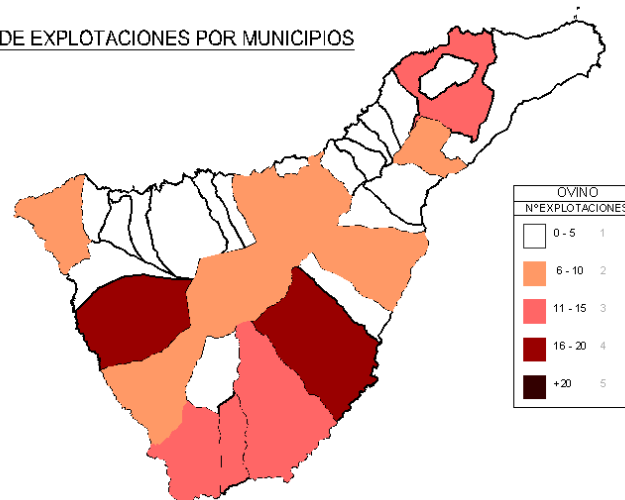 DE EXPLOTACIONES POR MUNICIPIOS
OVINO
NºEXPLOTACIONES
0 - 5 1
6 - 10 2
11 - 15 3
16 - 20 4
+20 5